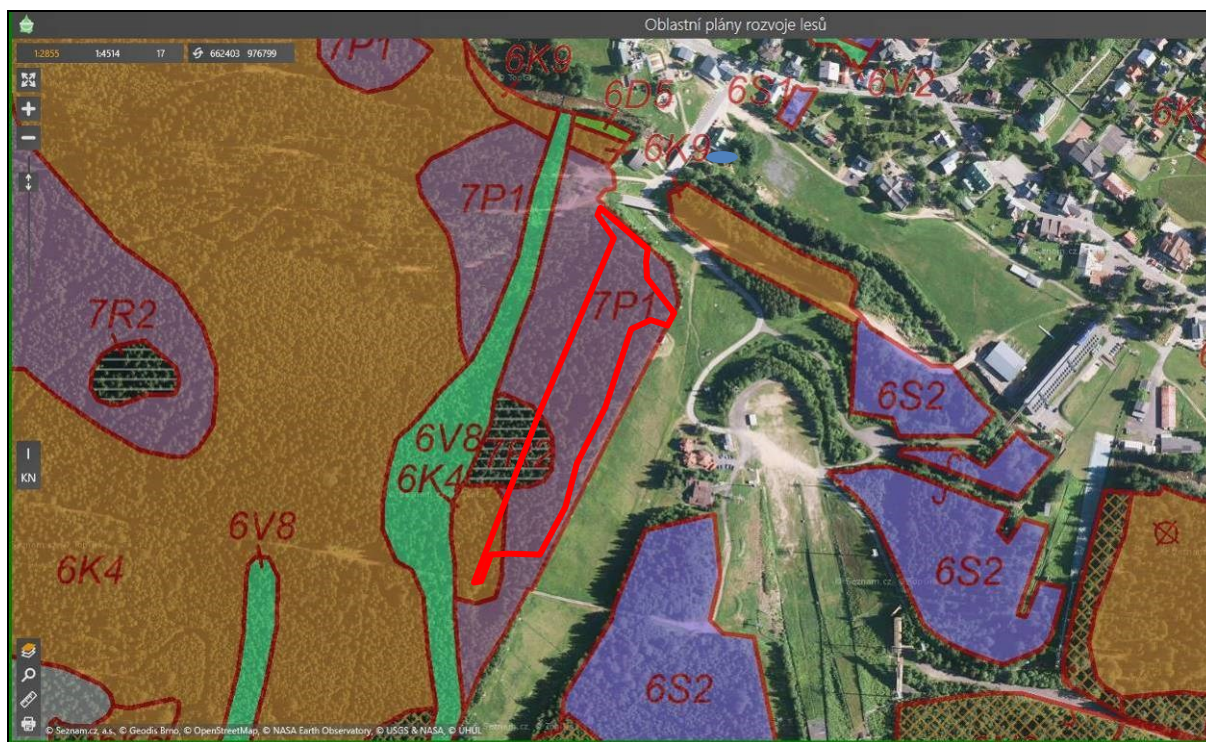 Oblastní plány rozvoje lesů
1:2855 1:4514 17 662403 976799
7P1
6K9
6D5
6S1
6V2
6K9
7P1
7R2
7P1
6S2
6V8
6K4
6V8
6K4
6S2
6S2
KN
© Seznam.cz, a.s., © Geodis Brno, © OpenStreetMap, © NASA Earth Observatory, © USGS & NASA, © ÚHÚL